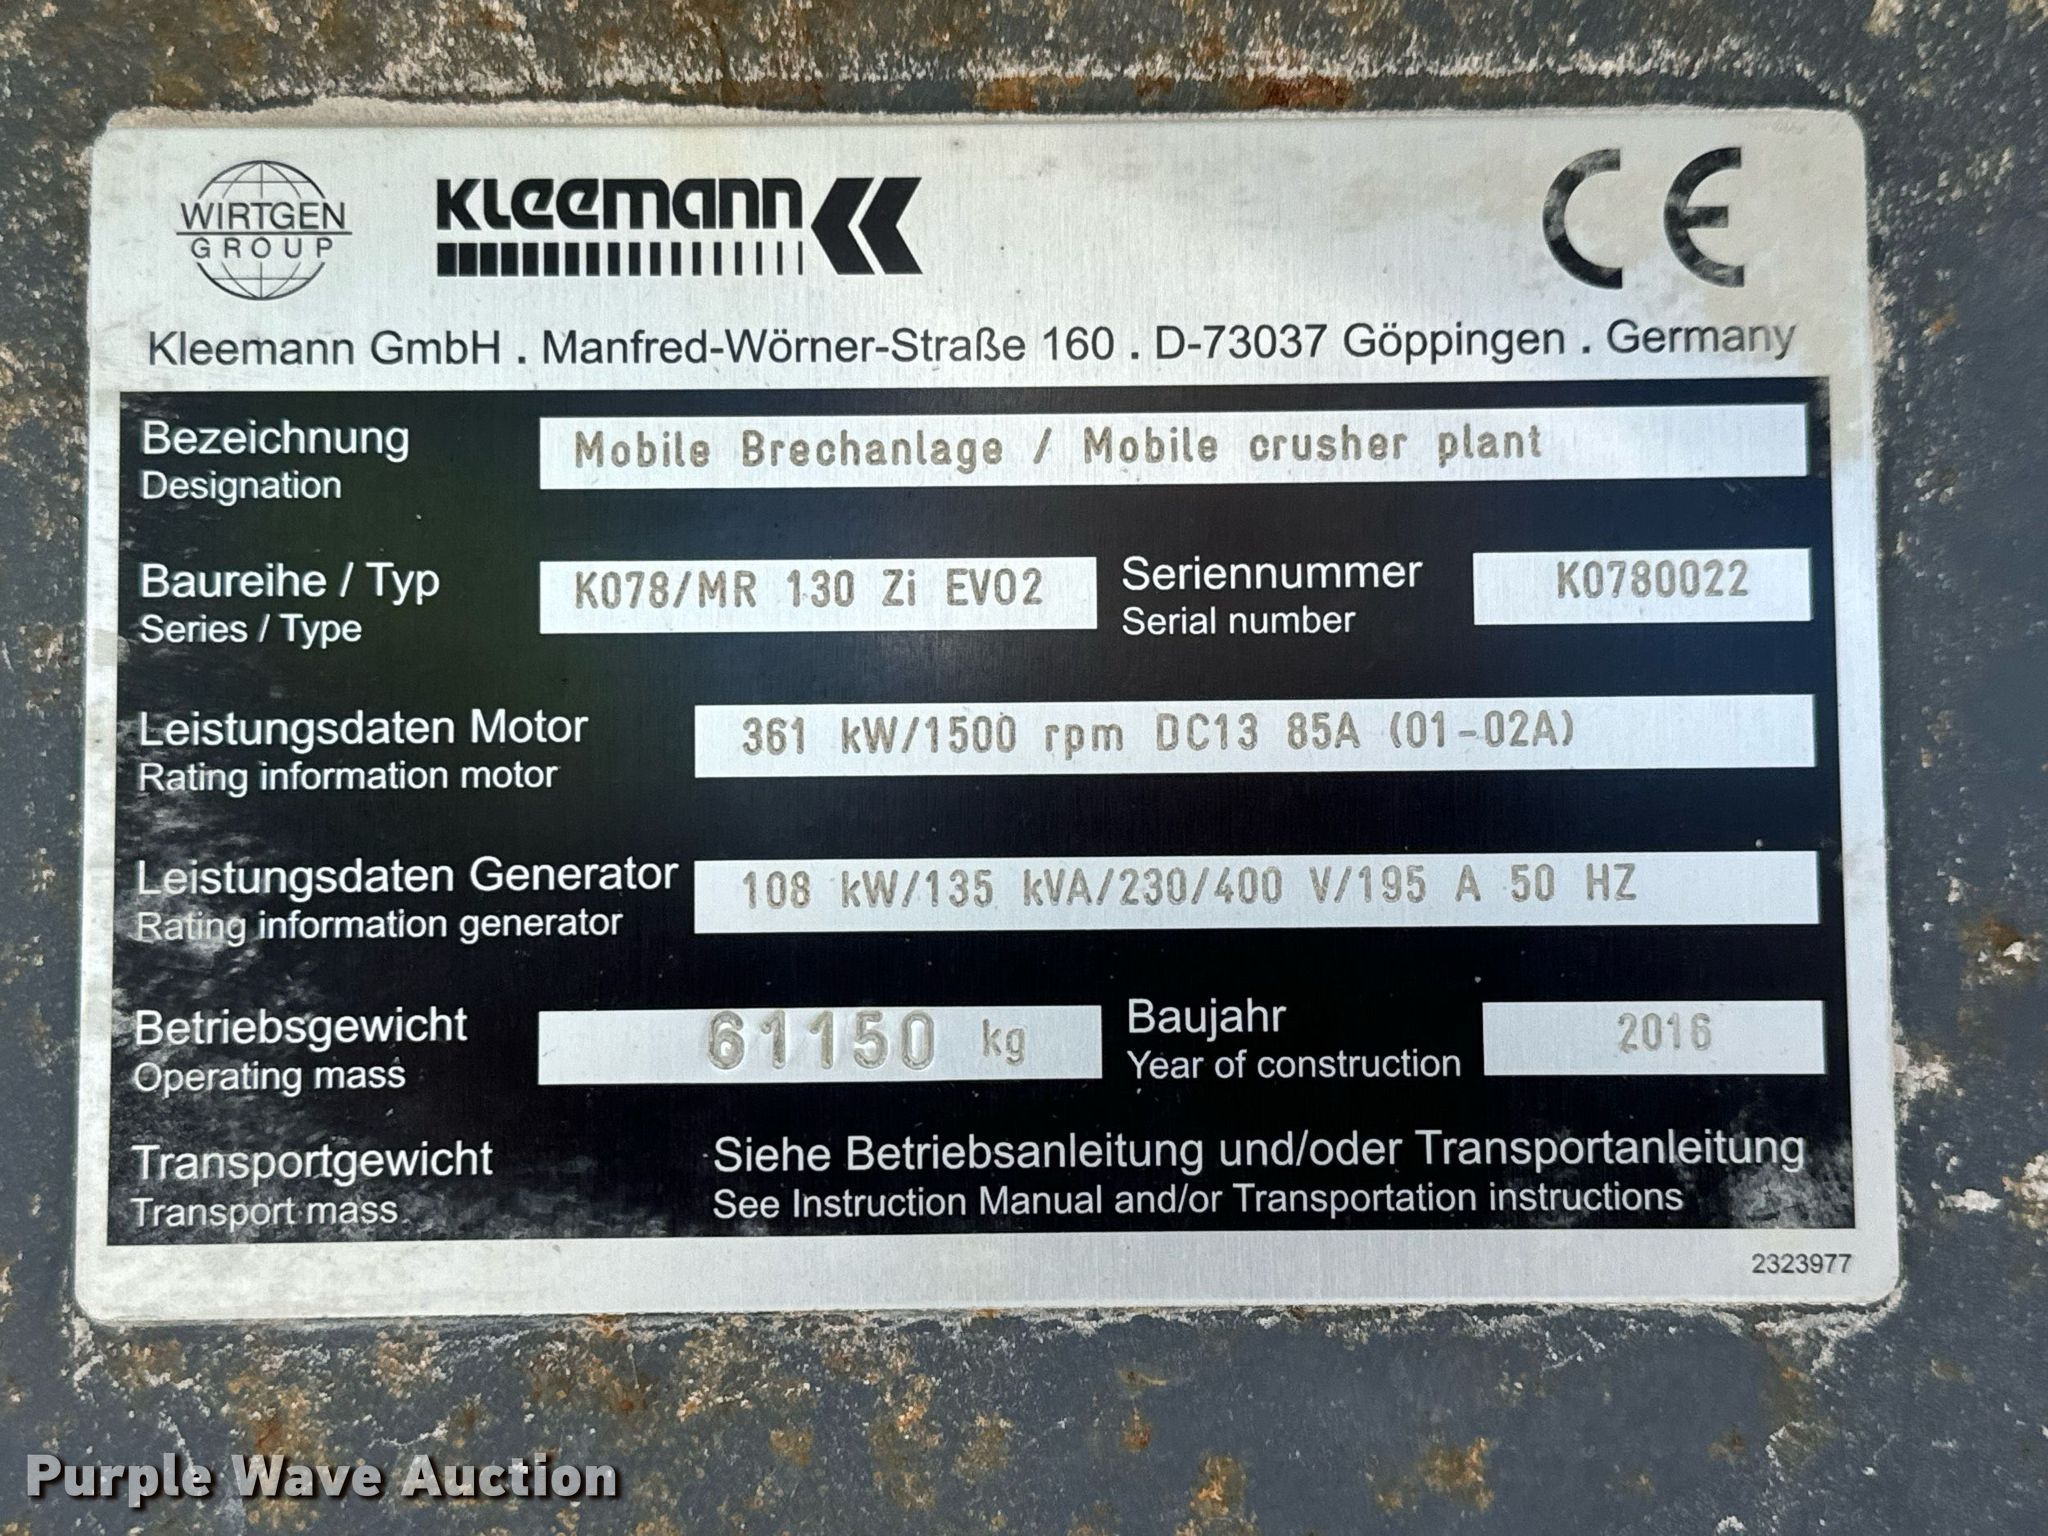 WIRTGEN
GROUP
Kleemann
CE
Kleemann GmbH . Manfred-Wörner-Straße 160 . D-73037 Göppingen . Germany
Bezeichnung
Designation
Mobile Brechanlage / Mobile crusher plant
Baureihe / Typ
Series / Type
K078/MR 130 Zi EVO2
Seriennummer
Serial number
K0780022
Leistungsdaten Motor
Rating information motor
361 kW/1500 rpm DC13 85A (01-02A)
Leistungsdaten Generator
Rating information generator
108 kW/135 kVA/230/400 V/195 A 50 HZ
Betriebsgewicht
Operating mass
61150 kg
Baujahr
Year of construction
2016
Transportgewicht
Transport mass
Siehe Betriebsanleitung und/oder Transportanleitung
See Instruction Manual and/or Transportation instructions
2323977
Purple Wave Auction